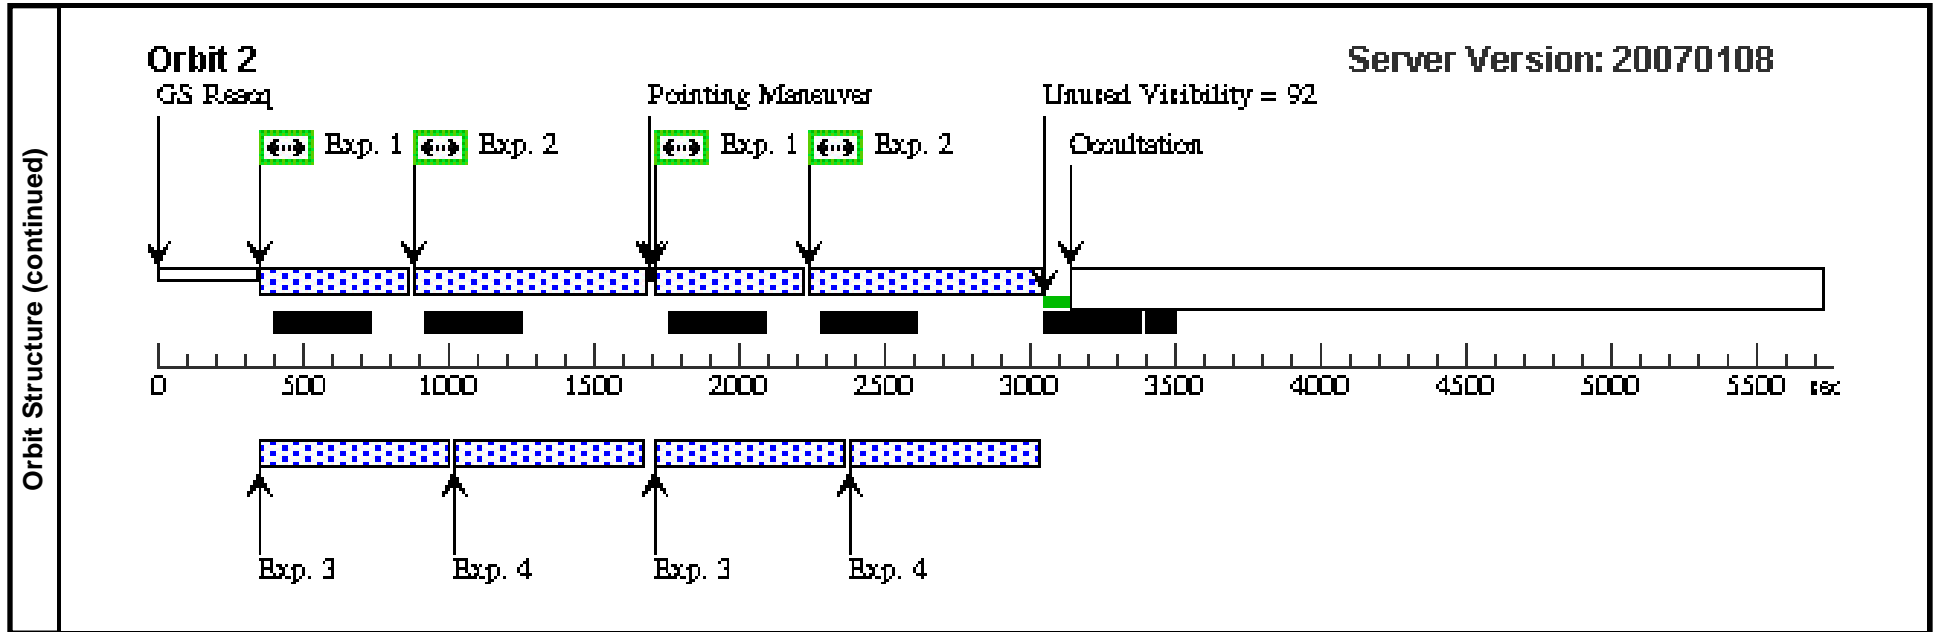 Orbit Structure (continued)
Orbit 2
Server Version: 20070108
GS Reacq
Pointing Maneuver
Unused Visibility = 92
Exp. 1
Exp. 2
Exp. 1
Exp. 2
Occultation
0 500 1000 1500 2000 2500 3000 3500 4000 4500 5000 5500 sec
Exp. 3
Exp. 4
Exp. 3
Exp. 4